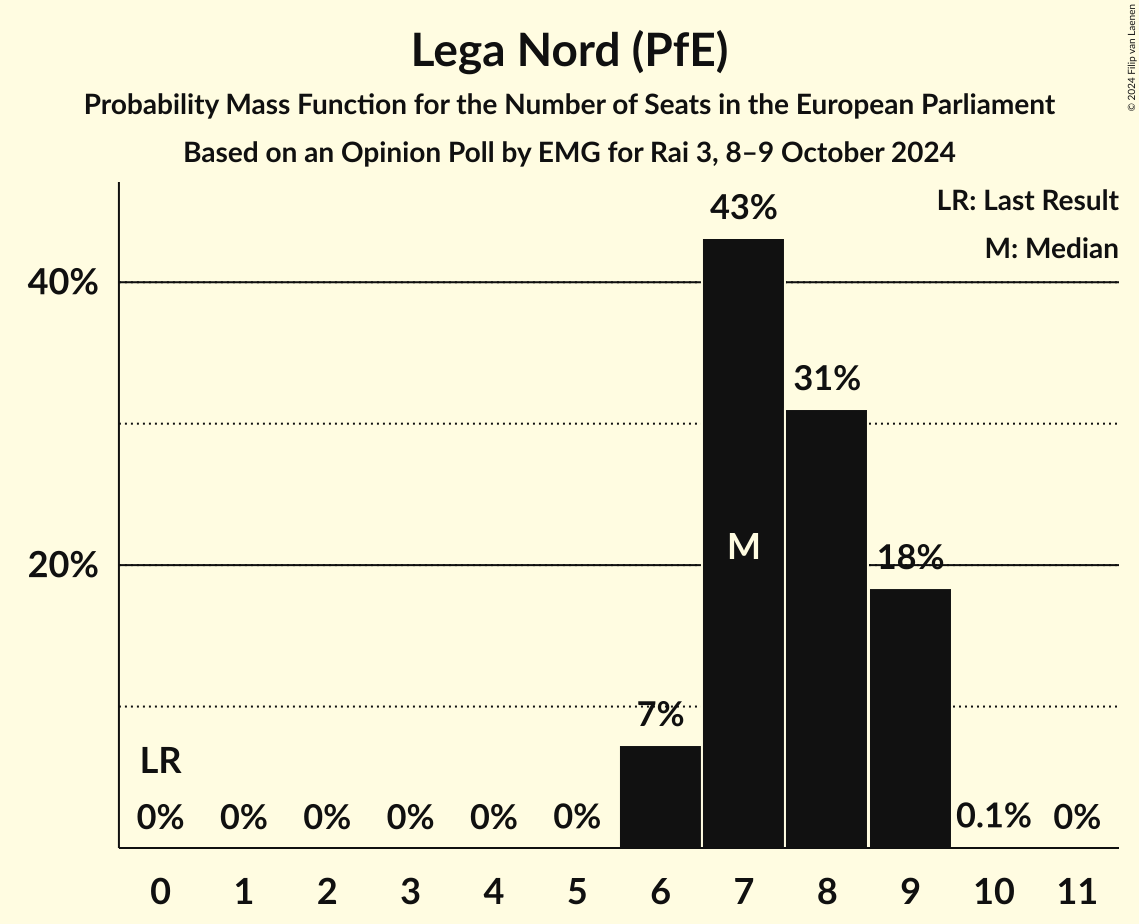 Lega Nord (PfE)
Probability Mass Function for the Number of Seats in the European Parliament
Based on an Opinion Poll by EMG for Rai 3, 8–9 October 2024
© 2024 Filip van Laenen
LR: Last Result
M: Median
43%
40%
31%
M
20%
18%
7%
LR
0% 0% 0% 0% 0% 0% 0.1% 0%
0 1 2 3 4 5 6 7 8 9 10 11